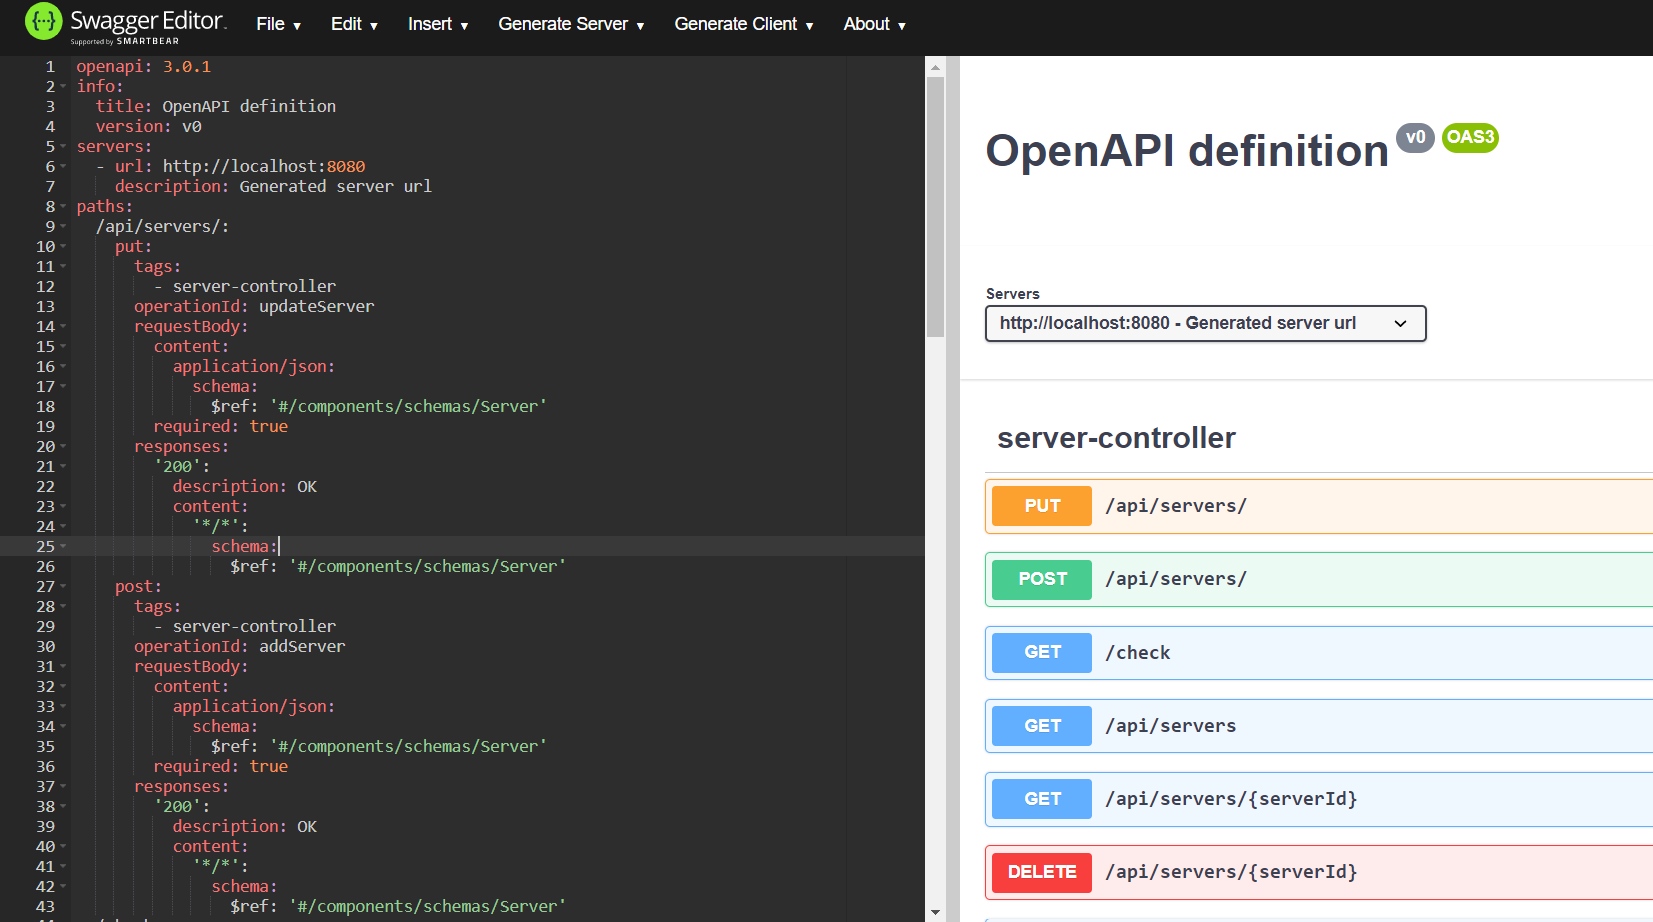 Swagger Editor.
Supported by SMARTBEAR
File ▼ Edit ▼ Insert ▼ Generate Server ▼ Generate Client ▼ About ▼
1 openapi: 3.0.1
2 info:
3   title: OpenAPI definition
4   version: v0
5 servers:
6   - url: http://localhost:8080
7     description: Generated server url
8 paths:
9   /api/servers/:
10     put:
11       tags:
12         - server-controller
13       operationId: updateServer
14       requestBody:
15         content:
16           application/json:
17             schema:
18               $ref: '#/components/schemas/Server'
19         required: true
20       responses:
21         '200':
22           description: OK
23           content:
24             '*/*':
25               schema:
26                 $ref: '#/components/schemas/Server'
27     post:
28       tags:
29         - server-controller
30       operationId: addServer
31       requestBody:
32         content:
33           application/json:
34             schema:
35               $ref: '#/components/schemas/Server'
36         required: true
37       responses:
38         '200':
39           description: OK
40           content:
41             '*/*':
42               schema:
43                 $ref: '#/components/schemas/Server'
OpenAPI definition v0 OAS3
Servers
http://localhost:8080 - Generated server url
server-controller
PUT /api/servers/
POST /api/servers/
GET /check
GET /api/servers
GET /api/servers/{serverId}
DELETE /api/servers/{serverId}